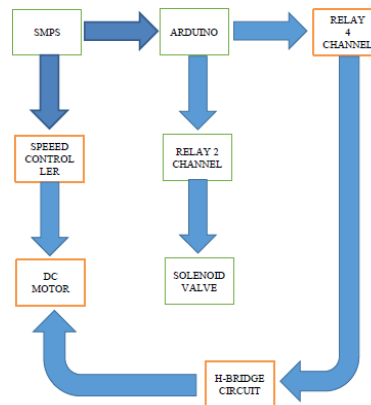 SMPS
ARDUINO
RELAY
4
CHANNEL
SPEEED
CONTROL
LER
RELAY 2
CHANNEL
DC
MOTOR
SOLENOID
VALVE
H-BRIDGE
CIRCUIT